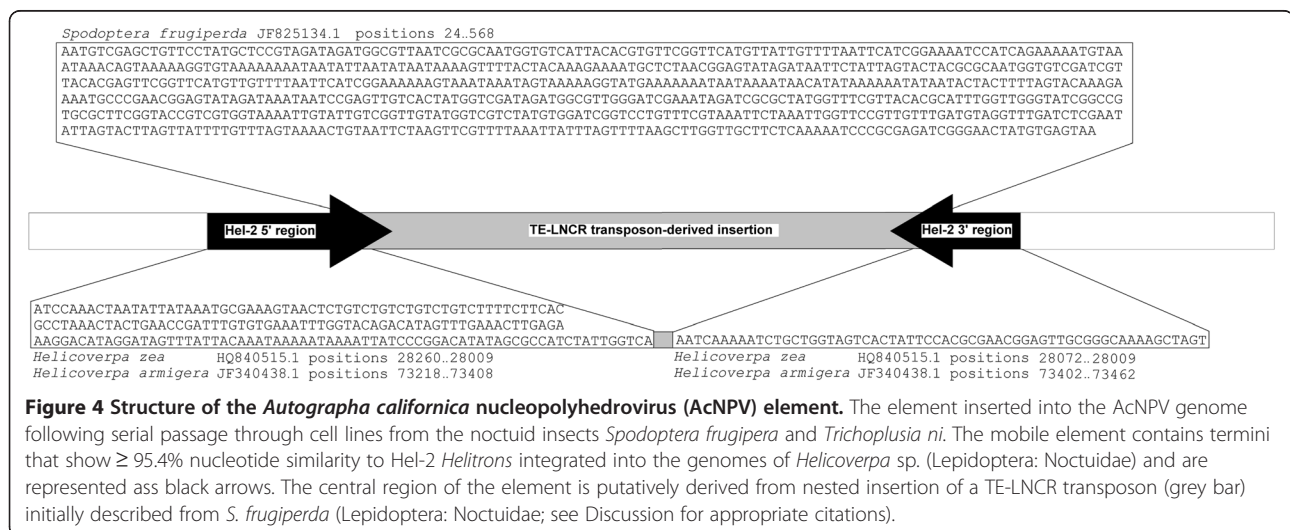 Spodoptera frugiperda JF825134.1 positions 24..568
AATGTCGAGCTGTTCCTATGCTCCGTAGATAGATGGCGTTAATCGCGCAATGGTGTCATTACACGTGTTCGGTTCATGTTATTGTTTTAATTCATCGGAAAATCCATCAGAAAAATGTAA
ATAAACAGTAAAAAGGTGTAAAAAAAATAATATTAATATTAATAAAAGTTTTACTACAAAGAAAATGCTCTAACGGAGTATAGATAATTCTATTAGTACTACGCGCAATGGTGTCGATCGT
TACACGAGTTCGGTTCATGTTGTTTTAATTCATCGGAAAAAAGTAAATAAATAGTAAAAAGGTATGAAAAAAATAATAAAATAACATATAAAAAATATAATACTACTTTTAGTACAAAGA
AAATGCCCGAACGGAGTATAGATAAATAATCCGAGTTGTCACTATGGTCGATAGATGGCGTTGGGATCGAAATAGATCGCGCTATGGTTTCGTTACACGCATTTGGTTGGGTATCGGCCG
TGCGCTTCGGTACCGTCGTGGTAAAATTGTATTGTCGGTTGTATGGTCGTCTATGTGGATCGGTCCTGTTTCGTAAATTCTAAATTGGTTCCGTTGTTTGATGTAGGTTTGATCTCGAAT
ATTAGTACTTAGTTATTTTGTTTAGTAAAACTGTAATTCTAAGTTCGTTTTAAATTATTTAGTTTTAAGCTTGGTTGCTTCTCAAAAATCCCGCGAGATCGGGAACTATGTGAGTAA
Hel-2 5' region TE-LNCR transposon-derived insertion Hel-2 3' region
ATCCAAACTAATATTATAAATGCGAAAGTAACTCTGTCTGTCTGTCTGTCTTTTCTTCAC
GCCTAAACTACTGAACCGATTTGTGTGAAATTTGGTACAGACATAGTTTGAAACTTGAGA
AAGGACATAGGATAGTTTATTACAAATAAAAATAAAATTATCCCGGACATATAGCGCCATCTATTGGTCA
AATCAAAAATCTGCTGGTAGTCACTATTCCACGCGAACGGAGTTGCGGGCAAAAGCTAGT
Helicoverpa zea HQ840515.1 positions 28260..28009
Helicoverpa armigera JF340438.1 positions 73218..73408
Helicoverpa zea HQ840515.1 positions 28072..28009
Helicoverpa armigera JF340438.1 positions 73402..73462
Figure 4 Structure of the Autographa californica nucleopolyhedrovirus (AcNPV) element. The element inserted into the AcNPV genome
following serial passage through cell lines from the noctuid insects Spodoptera frugipera and Trichoplusia ni. The mobile element contains termini
that show ≥ 95.4% nucleotide similarity to Hel-2 Helitrons integrated into the genomes of Helicoverpa sp. (Lepidoptera: Noctuidae) and are
represented ass black arrows. The central region of the element is putatively derived from nested insertion of a TE-LNCR transposon (grey bar)
initially described from S. frugiperda (Lepidoptera: Noctuidae; see Discussion for appropriate citations).